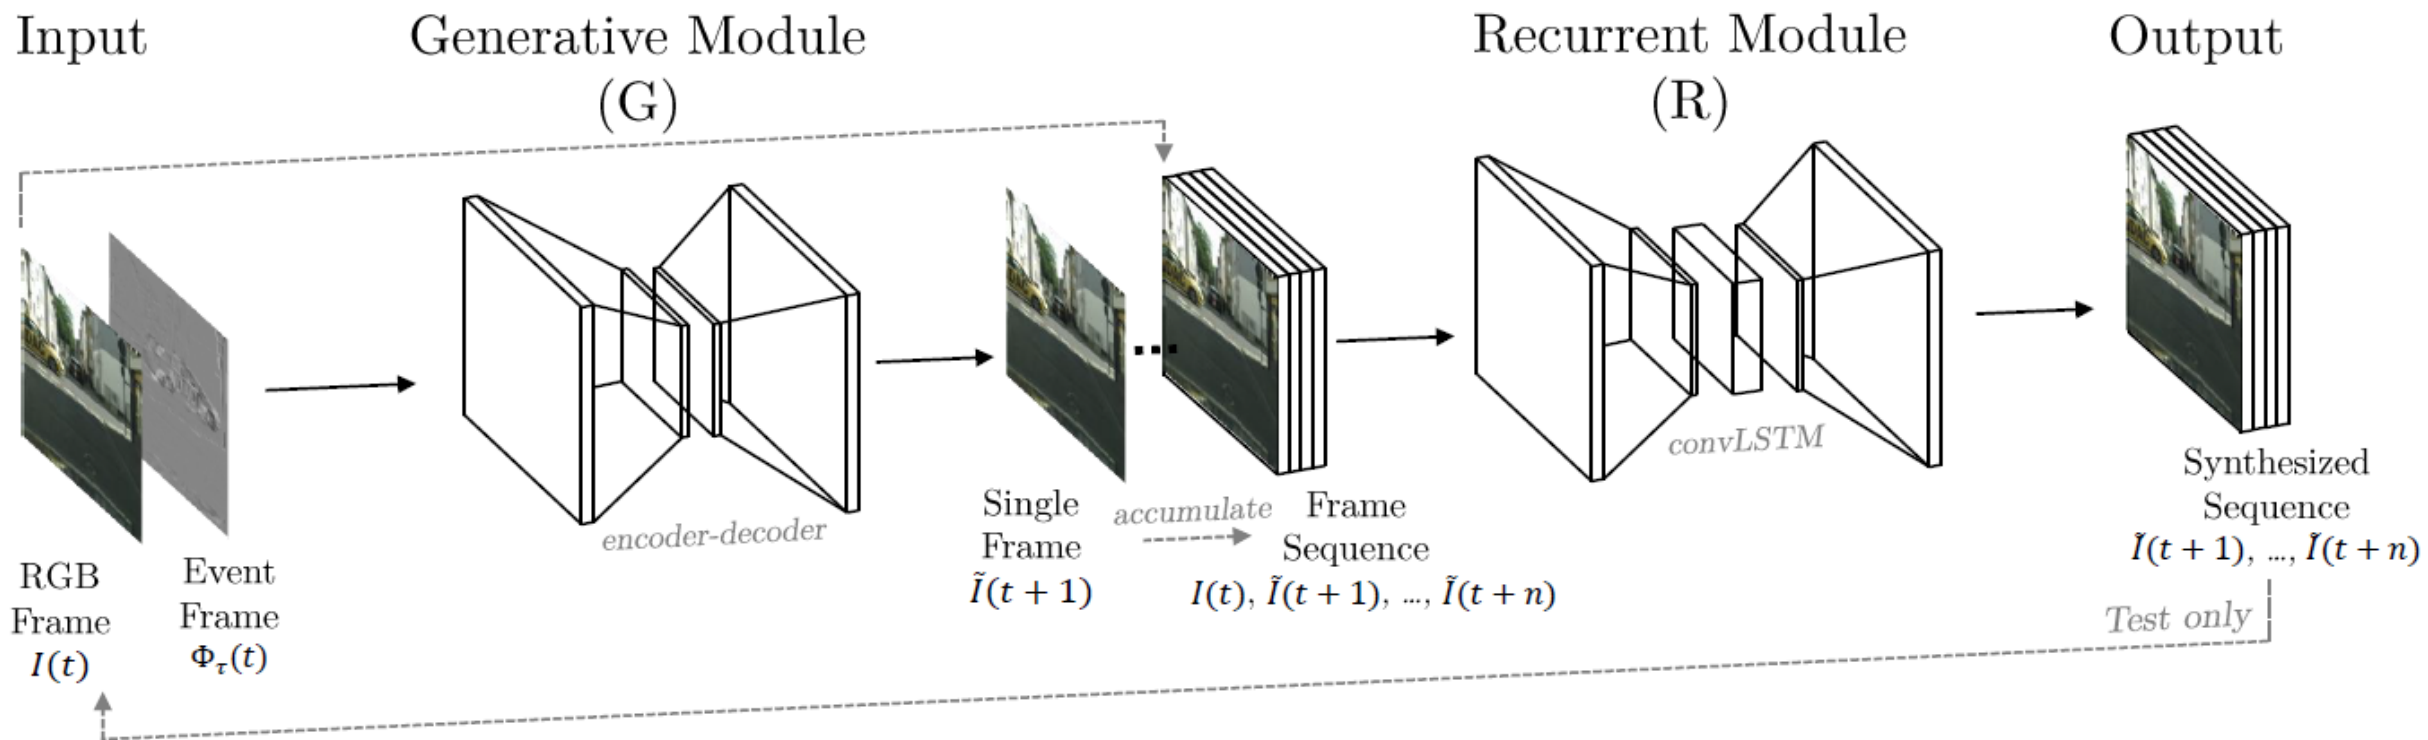 Input
Generative Module
(G)
Recurrent Module
(R)
Output
encoder-decoder
convLSTM
RGB
Frame
I(t)
Event
Frame
Φ_τ(t)
Single
Frame
Ĩ(t + 1)
accumulate
Frame
Sequence
I(t), Ĩ(t + 1), ..., Ĩ(t + n)
Synthesized
Sequence
Ĩ(t + 1), ..., Ĩ(t + n)
Test only